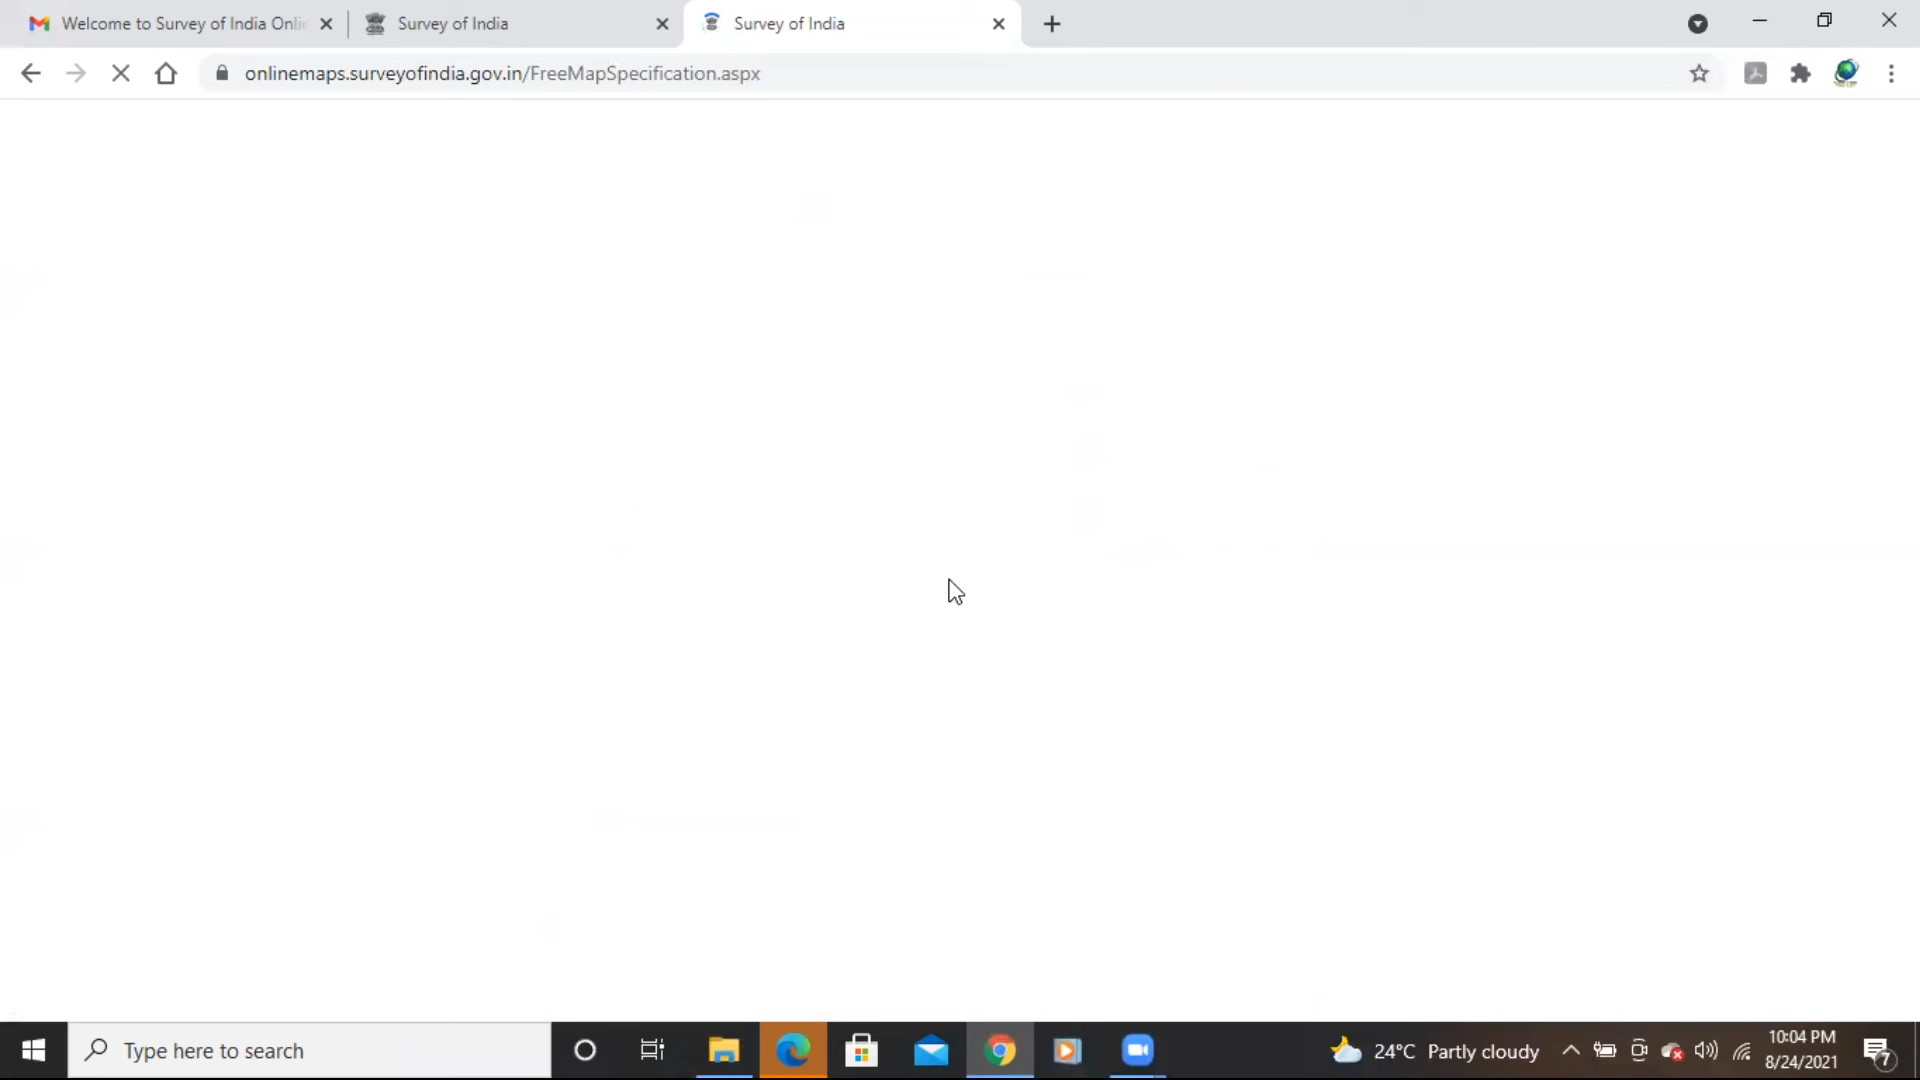 Welcome to Survey of India Onli
Survey of India
Survey of India
onlinemaps.surveyofindia.gov.in/FreeMapSpecification.aspx
Type here to search
24°C Partly cloudy
10:04 PM
8/24/2021
7